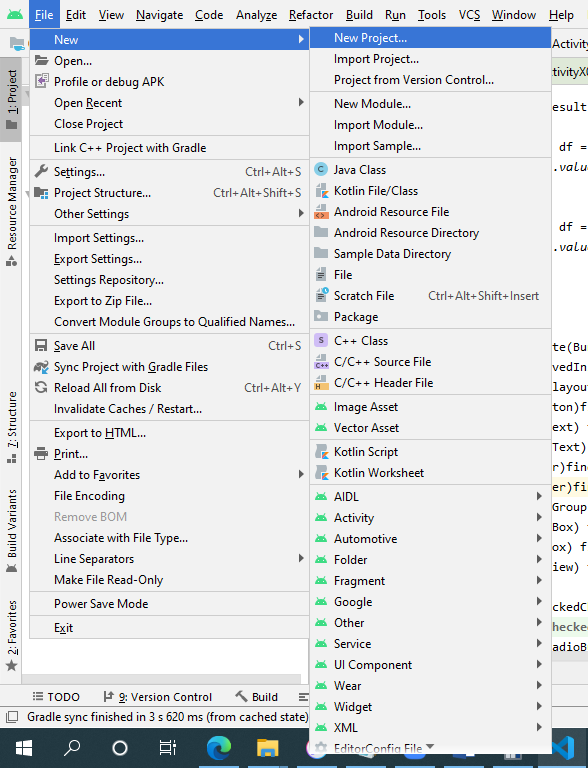 File Edit View Navigate Code Analyze Refactor Build Run Tools VCS Window Help
New
Open...
Profile or debug APK
Open Recent
Close Project
Link C++ Project with Gradle
Settings... Ctrl+Alt+S
Project Structure... Ctrl+Alt+Shift+S
Other Settings
Import Settings...
Export Settings...
Settings Repository...
Export to Zip File...
Convert Module Groups to Qualified Names...
Save All Ctrl+S
Sync Project with Gradle Files
Reload All from Disk Ctrl+Alt+Y
Invalidate Caches / Restart...
Export to HTML...
Print...
Add to Favorites
File Encoding
Remove BOM
Associate with File Type...
Line Separators
Make File Read-Only
Power Save Mode
Exit
New Project...
Import Project...
Project from Version Control...
New Module...
Import Module...
Import Sample...
Java Class
Kotlin File/Class
Android Resource File
Android Resource Directory
Sample Data Directory
File
Scratch File Ctrl+Alt+Shift+Insert
Package
C++ Class
C/C++ Source File
C/C++ Header File
Image Asset
Vector Asset
Kotlin Script
Kotlin Worksheet
AIDL
Activity
Automotive
Folder
Fragment
Google
Other
Service
UI Component
Wear
Widget
XML
EditorConfig File
1: Project
Resource Manager
7: Structure
Build Variants
2: Favorites
Activity
tivityX
esult
df =
.valu
df =
.valu
te(Bu
vedIn
layou
ton)f
ext)
Text)
r)fin
er)fi
Group
Box)
ox) f
iew)
ckedC
hecke
adioB
TODO 9: Version Control Build
Gradle sync finished in 3 s 620 ms (from cached state)